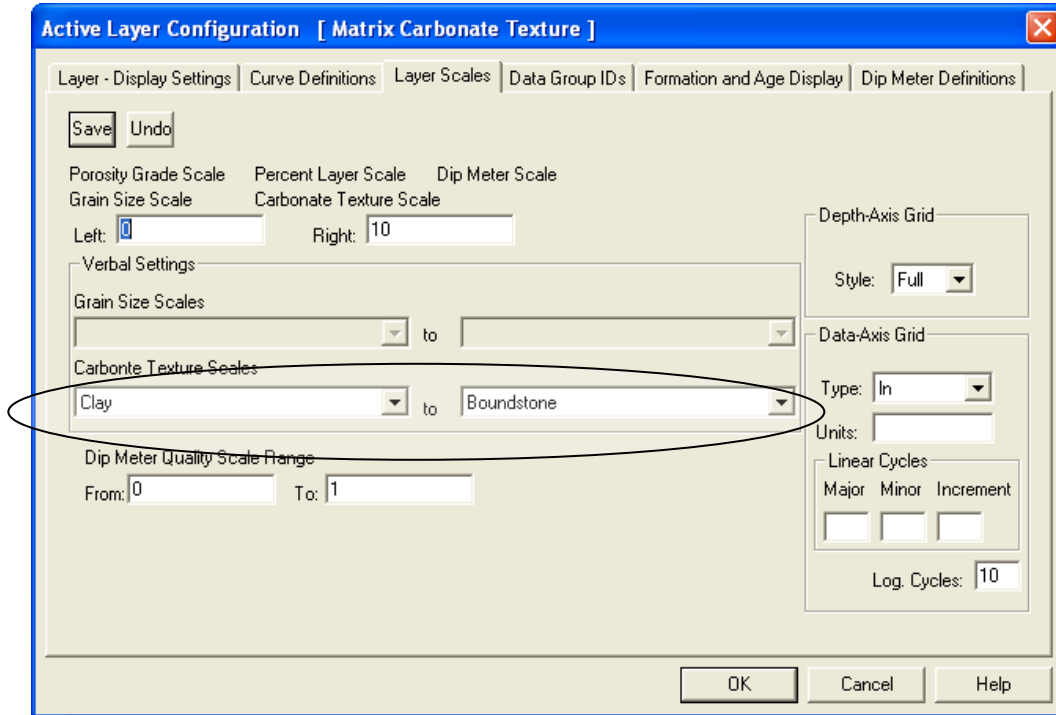 Active Layer Configuration [ Matrix Carbonate Texture ]
Layer - Display Settings Curve Definitions Layer Scales Data Group IDs Formation and Age Display Dip Meter Definitions
Save Undo
Porosity Grade Scale Percent Layer Scale Dip Meter Scale
Grain Size Scale Carbonate Texture Scale
Left: 0 Right: 10
Verbal Settings
Grain Size Scales
to
Carbonte Texture Scales
Clay to Boundstone
Dip Meter Quality Scale Range
From: 0 To: 1
Depth-Axis Grid
Style: Full
Data-Axis Grid
Type: In
Units:
Linear Cycles
Major Minor Increment
Log. Cycles: 10
OK Cancel Help